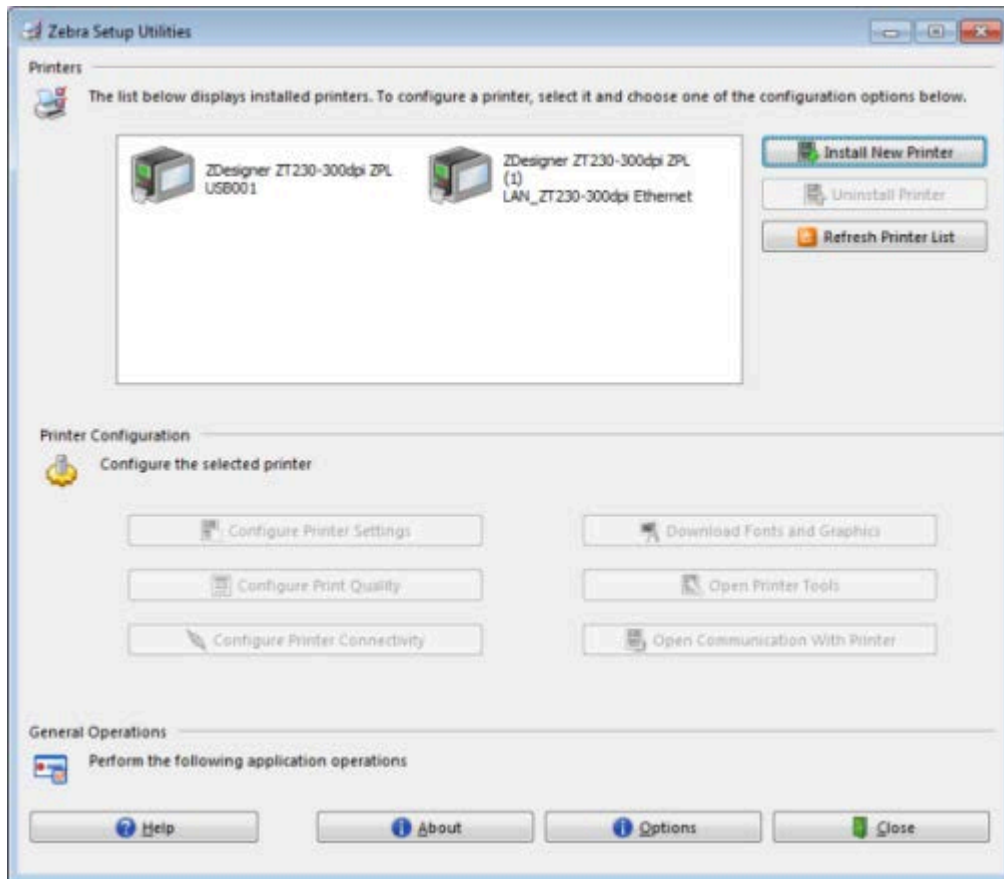 Zebra Setup Utilities
Printers
The list below displays installed printers. To configure a printer, select it and choose one of the configuration options below.
ZDesigner ZT230-300dpi ZPL
USB001
ZDesigner ZT230-300dpi ZPL
(1)
LAN_ZT230-300dpi Ethernet
Install New Printer
Uninstall Printer
Refresh Printer List
Printer Configuration
Configure the selected printer
Configure Printer Settings
Download Fonts and Graphics
Configure Print Quality
Open Printer Tools
Configure Printer Connectivity
Open Communication With Printer
General Operations
Perform the following application operations
Help
About
Options
Close